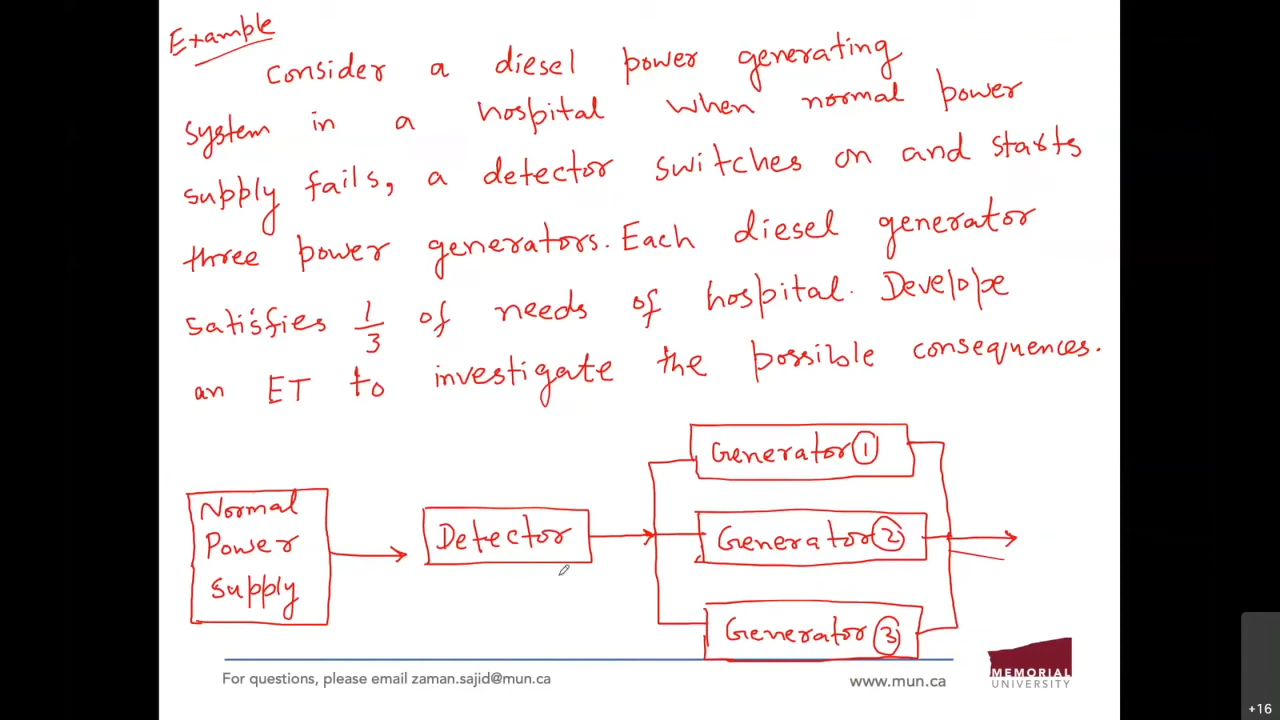 Example
Consider a diesel power generating
system in a hospital when normal power
supply fails, a detector switches on and starts
three power generators. Each diesel generator
satisfies 1/3 of needs of hospital. Develope
an ET to investigate the possible consequences.
Normal
Power
supply
Detector
Generator 1
Generator 2
Generator 3
For questions, please email zaman.sajid@mun.ca
www.mun.ca
MEMORIAL
UNIVERSITY
+16